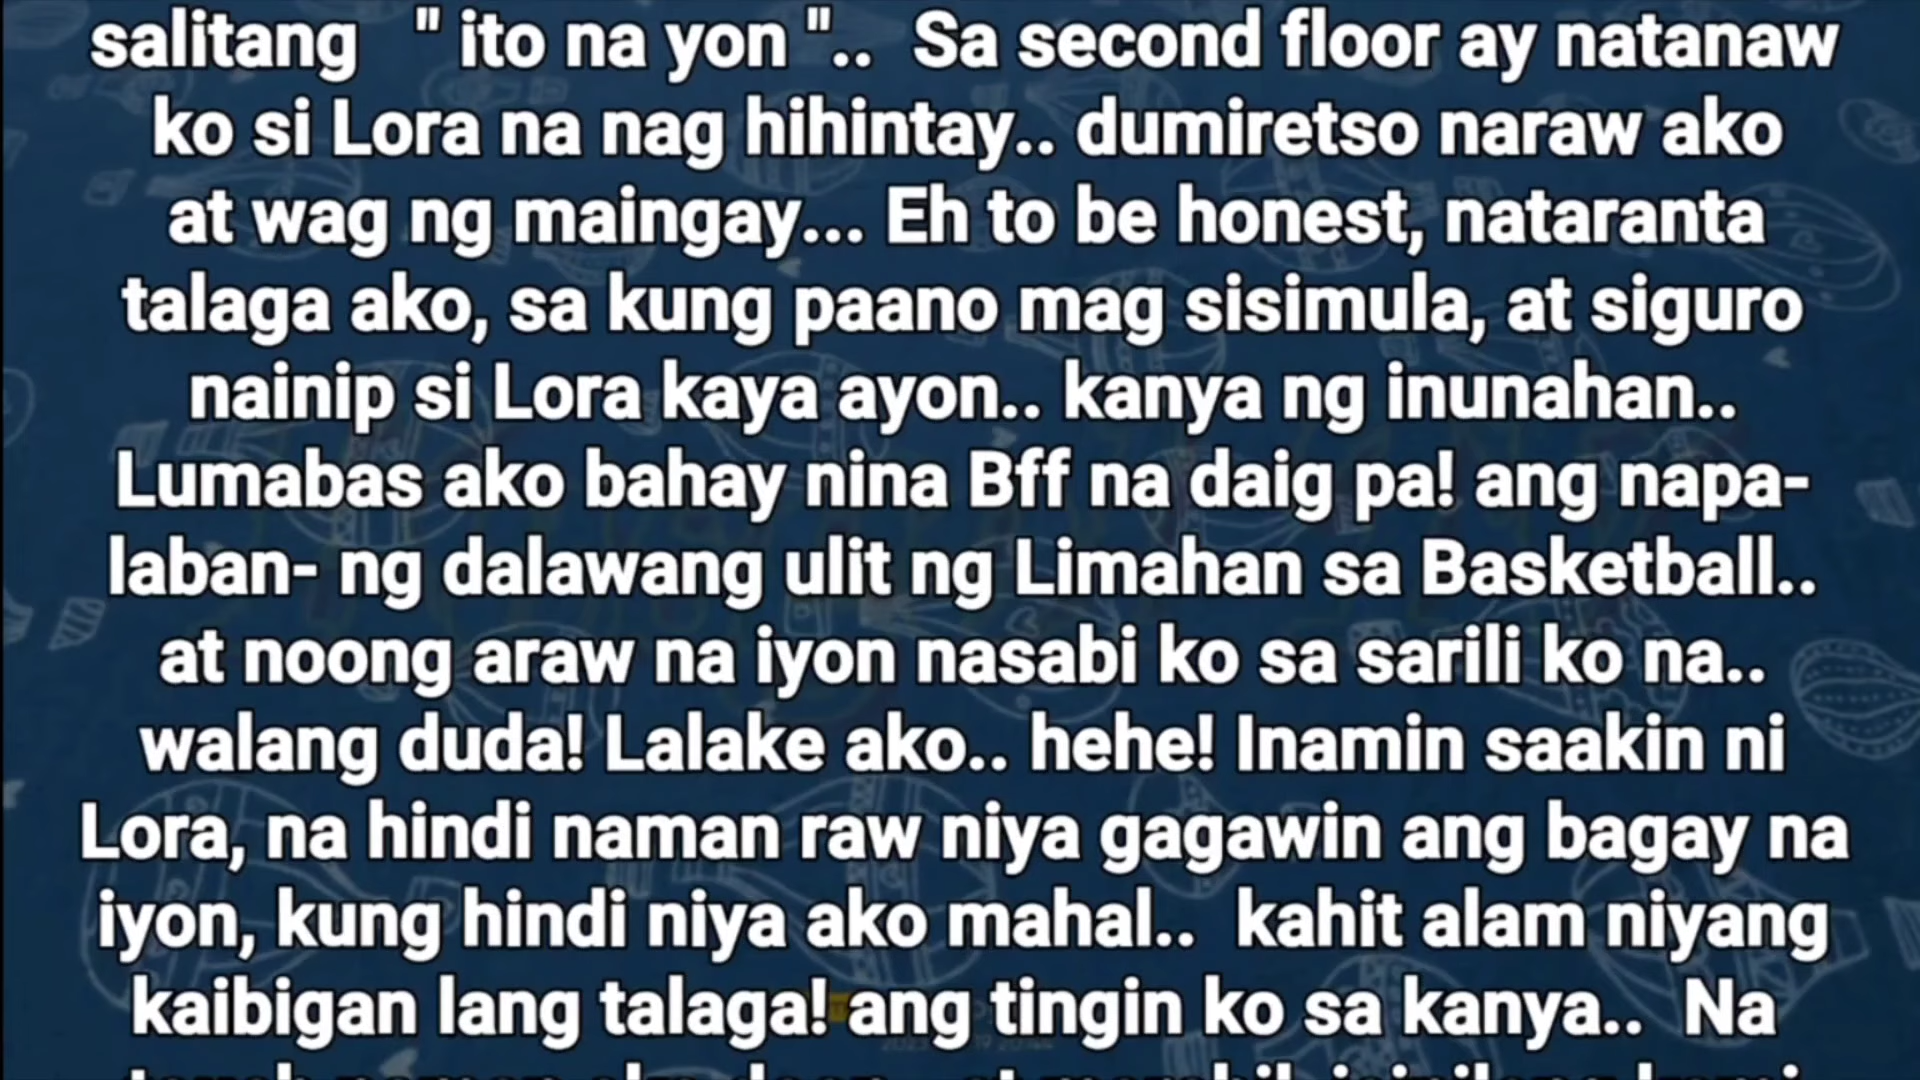 salitang " ito na yon ".. Sa second floor ay natanaw
ko si Lora na nag hihintay.. dumiretso naraw ako
at wag ng maingay... Eh to be honest, nataranta
talaga ako, sa kung paano mag sisimula, at siguro
nainip si Lora kaya ayon.. kanya ng inunahan..
Lumabas ako bahay nina Bff na daig pa! ang napa-
laban- ng dalawang ulit ng Limahan sa Basketball..
at noong araw na iyon nasabi ko sa sarili ko na..
walang duda! Lalake ako.. hehe! Inamin saakin ni
Lora, na hindi naman raw niya gagawin ang bagay na
iyon, kung hindi niya ako mahal.. kahit alam niyang
kaibigan lang talaga! ang tingin ko sa kanya.. Na